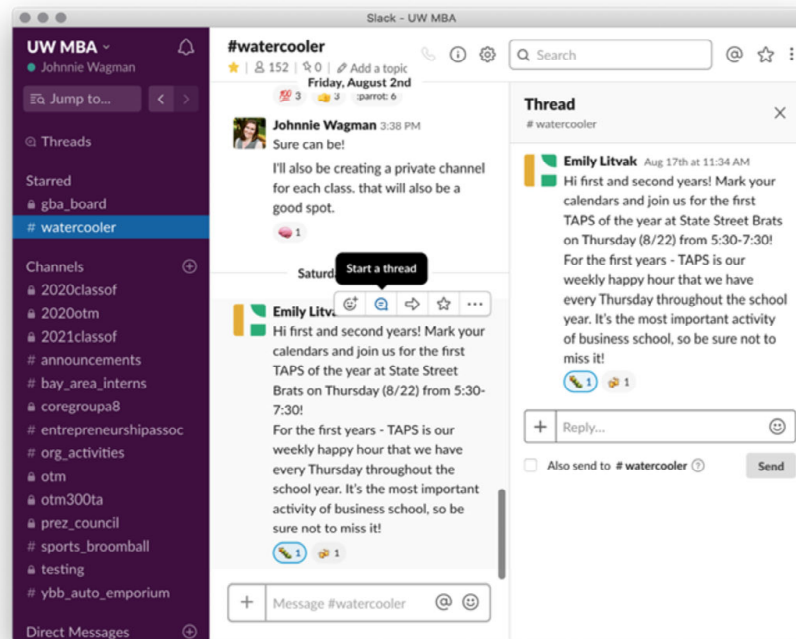 Slack - UW MBA
UW MBA
Johnnie Wagman
Jump to...
Threads
Starred
gba_board
# watercooler
Channels
2020classof
2020otm
2021classof
# announcements
# bay_area_interns
coregroupa8
# entrepreneurshipassoc
# org_activities
otm
otm300ta
prez_council
# sports_broomball
testing
# ybb_auto_emporium
Direct Messages
#watercooler
| 152 | 0 | Add a topic
Search
Friday, August 2nd
3 3 :parrot: 6
Johnnie Wagman 3:38 PM
Sure can be!
I'll also be creating a private channel
for each class. that will also be a
good spot.
1
Saturd
Start a thread
Emily Litv
Hi first and second years! Mark your
calendars and join us for the first
TAPS of the year at State Street
Brats on Thursday (8/22) from 5:30-
7:30!
For the first years - TAPS is our
weekly happy hour that we have
every Thursday throughout the
school year. It's the most important
activity of business school, so be
sure not to miss it!
1 1
Message #watercooler
Thread
# watercooler
Emily Litvak Aug 17th at 11:34 AM
Hi first and second years! Mark your
calendars and join us for the first
TAPS of the year at State Street Brats
on Thursday (8/22) from 5:30-7:30!
For the first years - TAPS is our
weekly happy hour that we have
every Thursday throughout the school
year. It's the most important activity
of business school, so be sure not to
miss it!
1 1
Reply...
Also send to # watercooler
Send